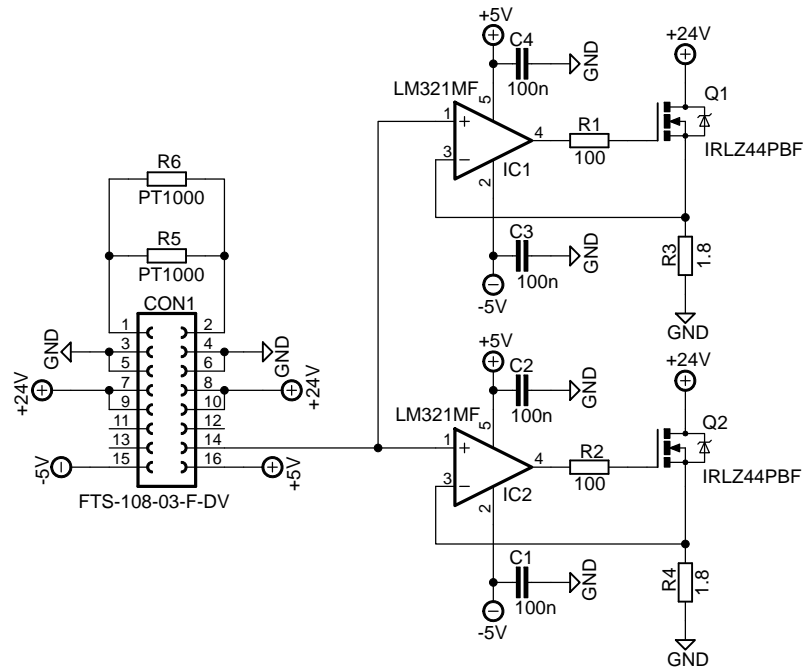 +5V
C4
100n
GND
+24V
LM321MF
5
1
+
3
−
4
2
IC1
R1
100
Q1
IRLZ44PBF
C3
100n
GND
-5V
R3
1.8
GND
R6
PT1000
R5
PT1000
CON1
1
2
3
4
5
6
7
8
9
10
11
12
13
14
15
16
GND
GND
+24V
+24V
-5V
+5V
FTS-108-03-F-DV
+5V
C2
100n
GND
+24V
LM321MF
5
1
+
3
−
4
2
IC2
R2
100
Q2
IRLZ44PBF
C1
100n
GND
-5V
R4
1.8
GND